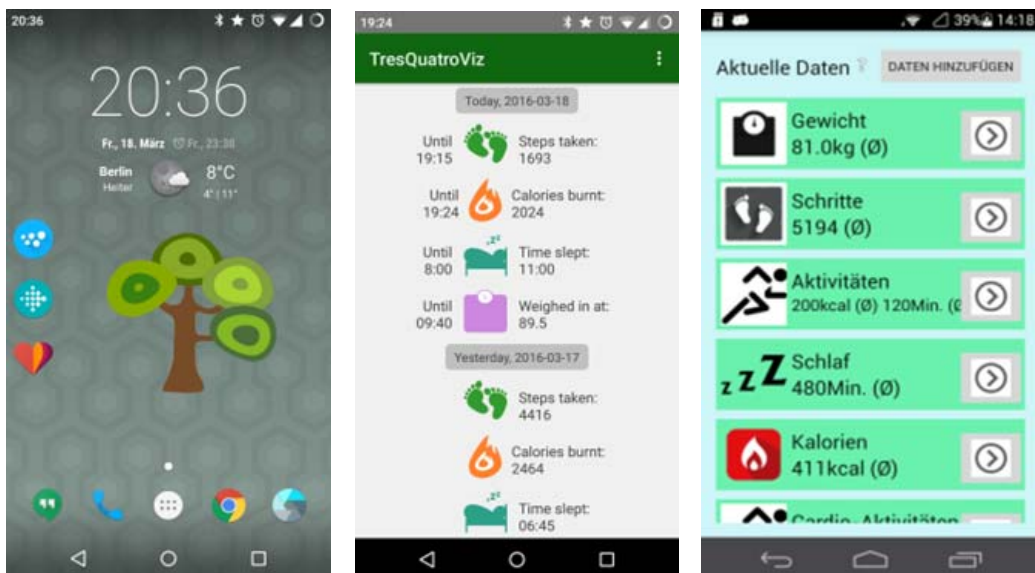 20:36
20:36
Fr., 18. März Fr., 23:38
Berlin
Heiter
8°C
4° | 11°
19:24
TresQuatroViz
Today, 2016-03-18
Until
19:15
Steps taken:
1693
Until
19:24
Calories burnt:
2024
Until
8:00
zz
Time slept:
11:00
Until
09:40
Weighed in at:
89.5
Yesterday, 2016-03-17
Steps taken:
4416
Calories burnt:
2464
zz
Time slept:
06:45
39% 14:18
Aktuelle Daten
DATEN HINZUFÜGEN
Gewicht
81.0kg (Ø)
Schritte
5194 (Ø)
Aktivitäten
200kcal (Ø) 120Min. (Ø
z z Z
Schlaf
480Min. (Ø)
Kalorien
411kcal (Ø)
Cardio-Aktivitäten